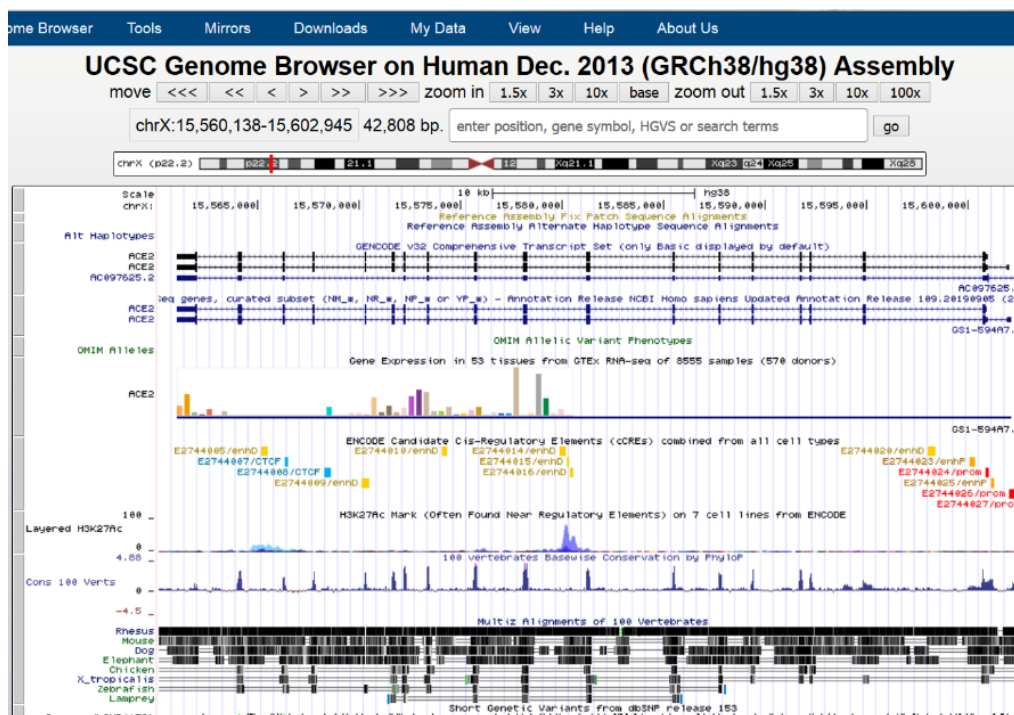 ome Browser Tools Mirrors Downloads My Data View Help About Us
UCSC Genome Browser on Human Dec. 2013 (GRCh38/hg38) Assembly
move <<< << < > >> >>> zoom in 1.5x 3x 10x base zoom out 1.5x 3x 10x 100x
chrX:15,560,138-15,602,945 42,808 bp. enter position, gene symbol, HGVS or search terms go
chrX (p22.2) p22.2 21.1 12 Xq21.1 Xq23 q24 Xq25 Xq28
Scale 10 kb hg38
chrX: 15,565,000 15,570,000 15,575,000 15,580,000 15,585,000 15,590,000 15,595,000 15,600,000
Reference Assembly Fix Patch Sequence Alignments
Reference Assembly Alternate Haplotype Sequence Alignments
Alt Haplotypes
GENCODE v32 Comprehensive Transcript Set (only Basic displayed by default)
ACE2
ACE2
AC097625.2
AC097625.
Seq genes, curated subset (NM_*, NR_*, NP_* or YP_*) - Annotation Release NCBI Homo sapiens Updated Annotation Release 109.20190905 (2
ACE2
ACE2
GS1-594A7.
OMIM Allelic Variant Phenotypes
OMIM Alleles
Gene Expression in 53 tissues from GTEx RNA-seq of 8555 samples (570 donors)
ACE2
GS1-594A7.
ENCODE Candidate Cis-Regulatory Elements (cCREs) combined from all cell types
E2744005/enhD E2744010/enhD E2744014/enhD E2744020/enhD
E2744007/CTCF E2744015/enhD E2744023/enhP
E2744008/CTCF E2744016/enhD E2744024/prom
E2744009/enhD E2744025/enhP
E2744026/prom
E2744027/pro
H3K27Ac Mark (Often Found Near Regulatory Elements) on 7 cell lines from ENCODE
100 _
Layered H3K27Ac
0 _
100 vertebrates Basewise Conservation by PhyloP
4.88 _
Cons 100 Verts
0 -
-4.5 _
Multiz Alignments of 100 Vertebrates
Rhesus
Mouse
Dog
Elephant
Chicken
X_tropicalis
Zebrafish
Lamprey
Short Genetic Variants from dbSNP release 153